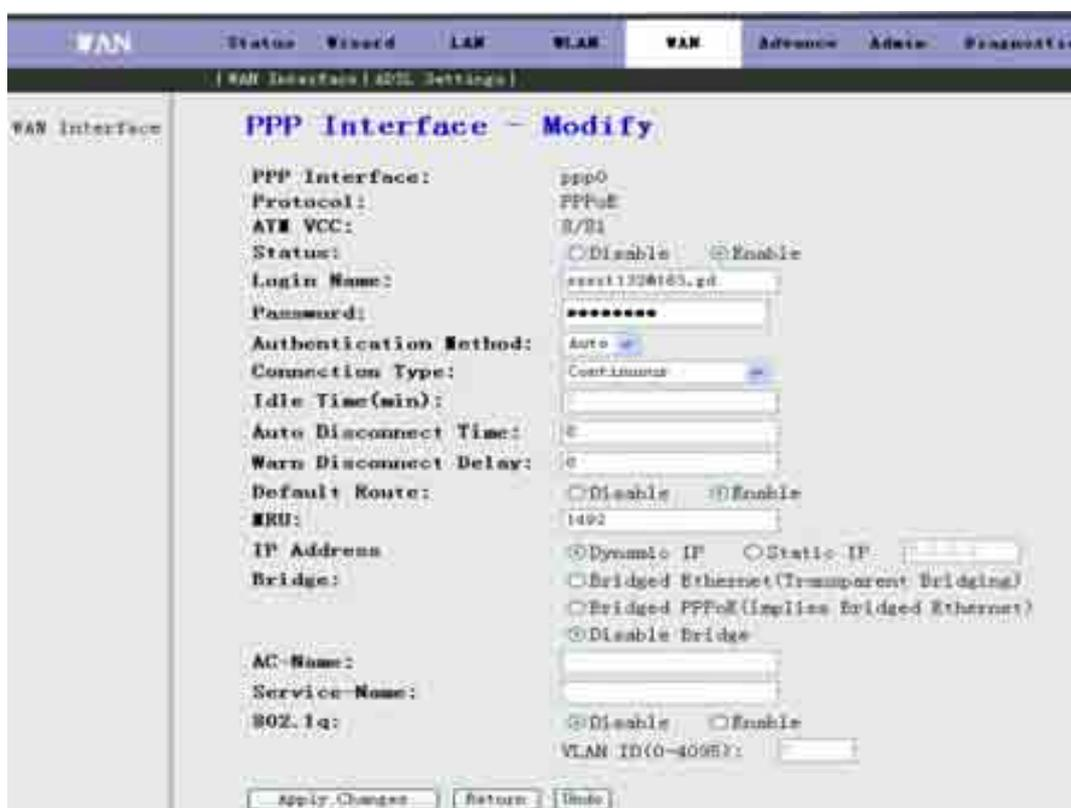 WAN Status Wizard LAN WLAN WAN Advance Admin
| WAN Interface | ADSL Settings |
WAN Interface
PPP Interface - Modify
PPP Interface: ppp0
Protocol: PPPoE
ATM VCC: 8/81
Status: Disable Enable
Login Name:
Password: ●●●●●●●●
Authentication Method: Auto
Connection Type: Continuous
Idle Time(min):
Auto Disconnect Time: 0
Warn Disconnect Delay: 0
Default Route: Disable Enable
MRU: 1492
IP Address Dynamic IP Static IP
Bridge: Bridged Ethernet(Transparent Bridging)
Bridged PPPoE(Implies Bridged Ethernet)
Disable Bridge
AC-Name:
Service-Name:
802.1q: Disable Enable
VLAN ID(0-4095):
Apply Changes Return Undo